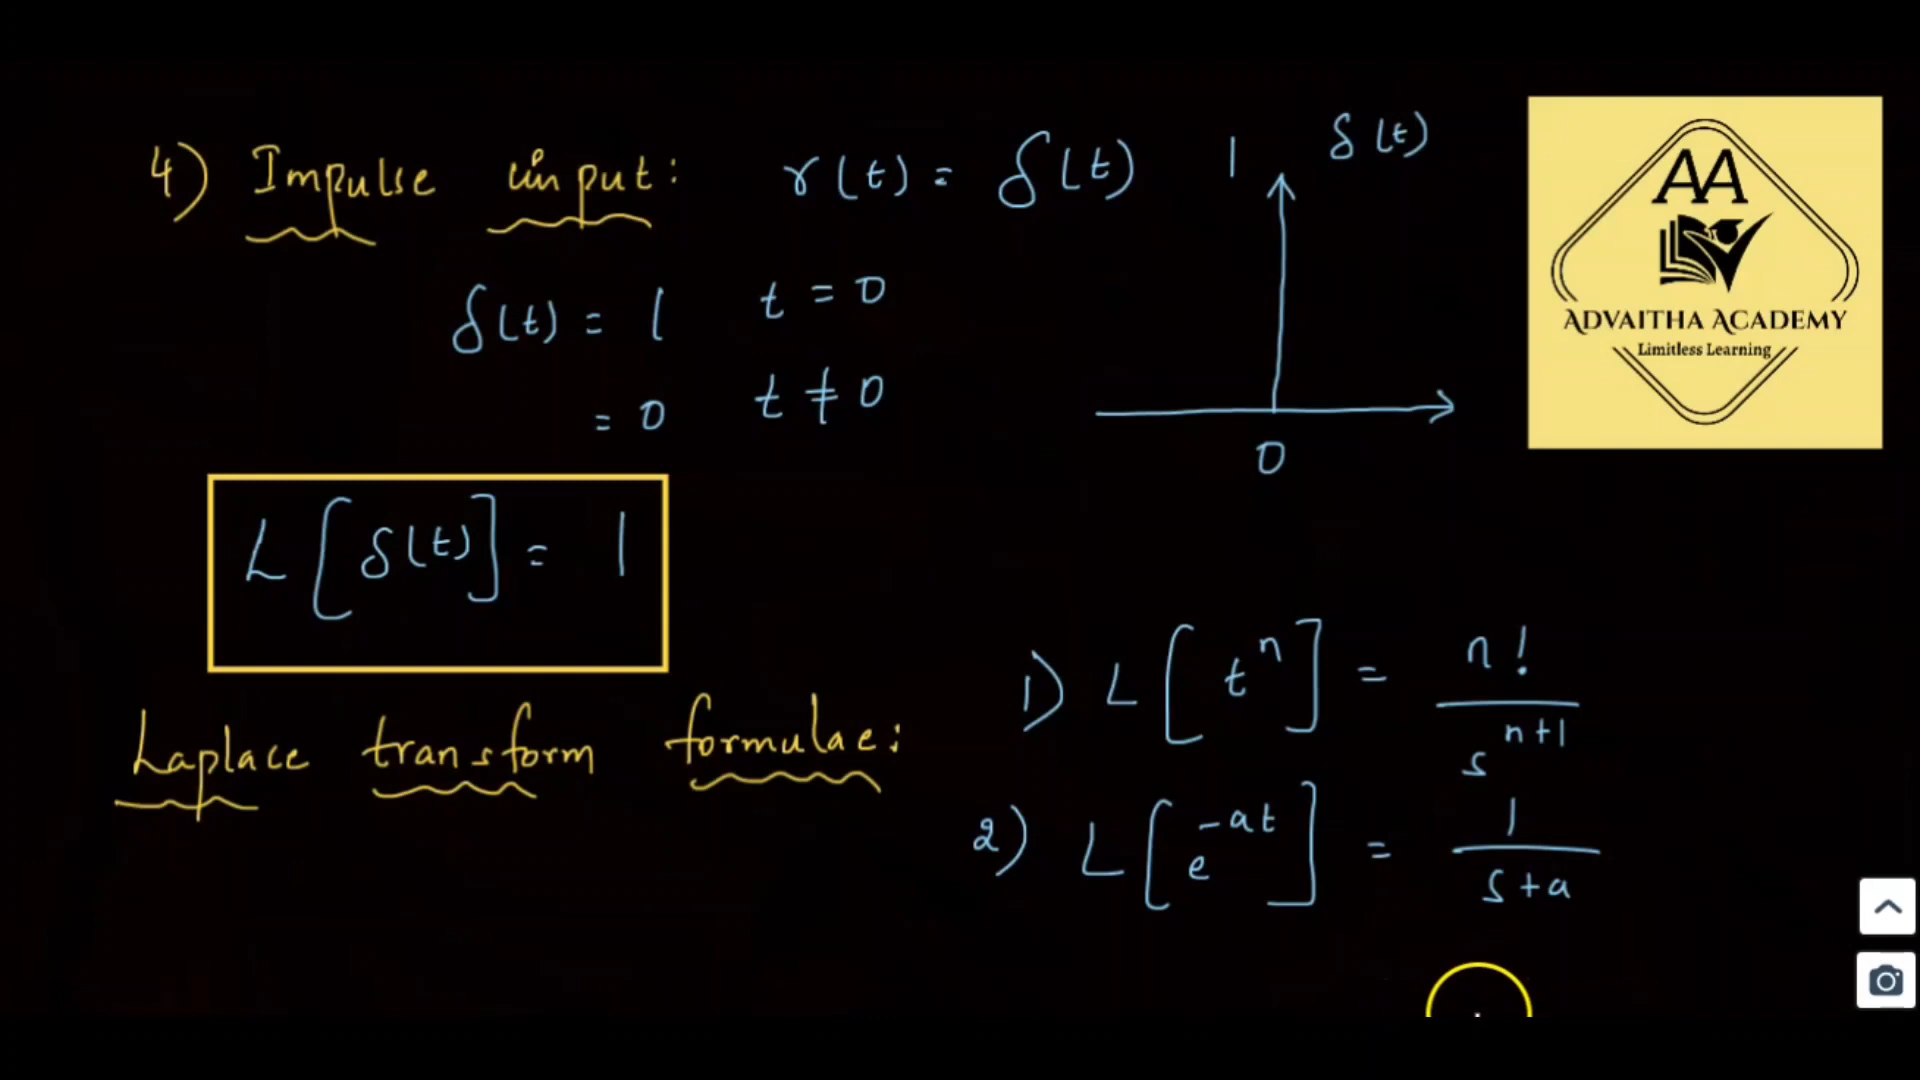 4) Impulse input: r(t) = δ(t)
1 δ(t)
δ(t) = 1 t = 0
= 0 t ≠ 0
0
L[δ(t)] = 1
Laplace transform formulae:
1) L[t^n] = n! / s^(n+1)
2) L[e^(-at)] = 1 / (s+a)
AA
ADVAITHA ACADEMY
Limitless Learning